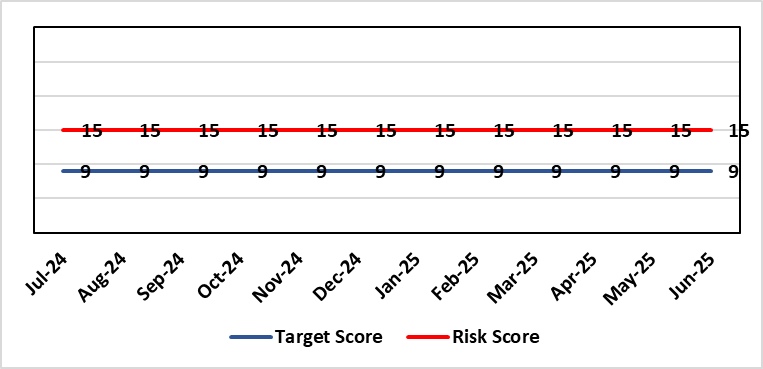 15 15 15 15 15 15 15 15 15 15 15 15
9 9 9 9 9 9 9 9 9 9 9 9
Jul-24 Aug-24 Sep-24 Oct-24 Nov-24 Dec-24 Jan-25 Feb-25 Mar-25 Apr-25 May-25 Jun-25
Target Score Risk Score